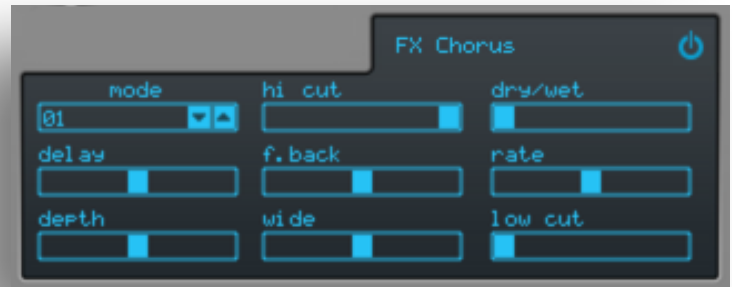 FX Chorus
mode hi cut dry/wet
01
delay f.back rate
depth wide low cut